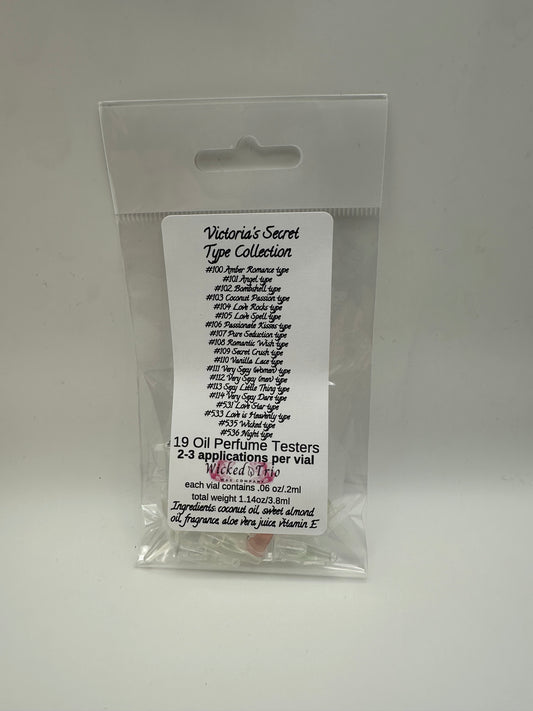 Victoria's Secret
Type Collection
#100 Amber Romance type
#101 Angel type
#102 Bombshell type
#103 Coconut Passion type
#104 Love Rocks type
#105 Love Spell type
#106 Passionate Kisses type
#107 Pure Seduction type
#108 Romantic Wish type
#109 Secret Crush type
#110 Vanilla Lace type
#111 Very Sexy (women) type
#112 Very Sexy (men) type
#113 Sexy Little Thing type
#114 Very Sexy Dare type
#531 Love Star type
#533 Love is Heavenly type
#535 Wicked type
#536 Night type
19 Oil Perfume Testers
2-3 applications per vial
Wicked Trio
WAX COMPANY
each vial contains .06 oz/.2ml
total weight 1.14oz/3.8ml
Ingredients: coconut oil, sweet almond
oil, fragrance, aloe vera juice, vitamin E